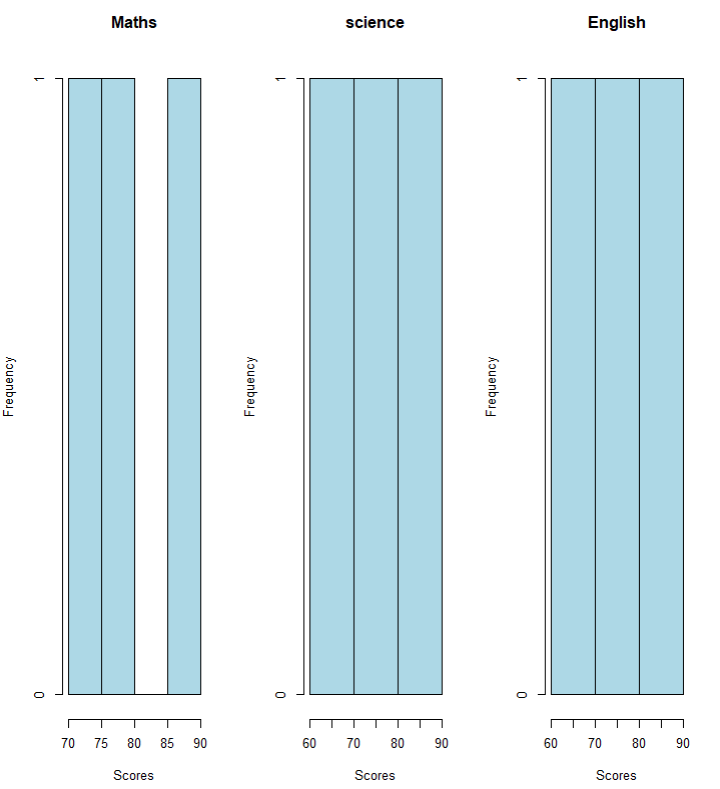 Maths
science
English
Frequency
0
1
70 75 80 85 90
Scores
Frequency
0
1
60 70 80 90
Scores
Frequency
0
1
60 70 80 90
Scores